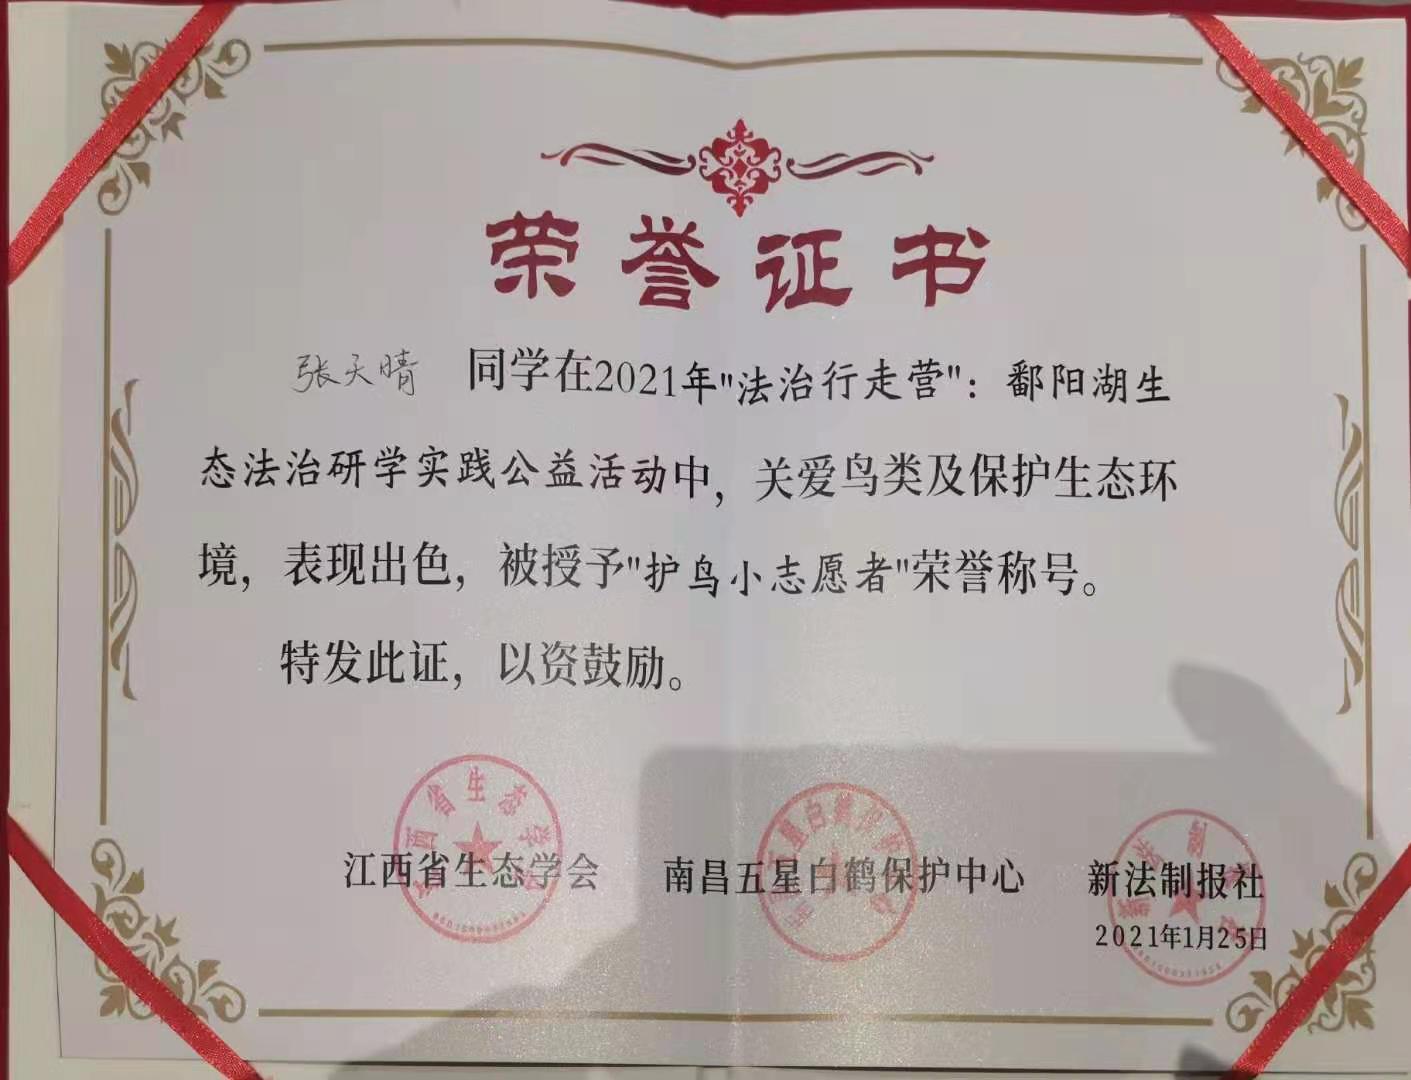 荣誉证书
张天晴 同学在2021年"法治行走营"：鄱阳湖生
态法治研学实践公益活动中，关爱鸟类及保护生态环
境，表现出色，被授予"护鸟小志愿者"荣誉称号。
特发此证，以资鼓励。
江西省生态学会 南昌五星白鹤保护中心 新法制报社
2021年1月25日